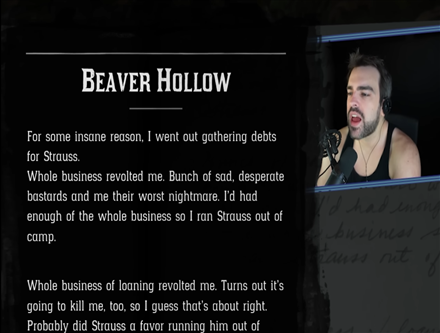 BEAVER HOLLOW
For some insane reason, I went out gathering debts
for Strauss.
Whole business revolted me. Bunch of sad, desperate
bastards and me their worst nightmare. I'd had
enough of the whole business so I ran Strauss out of
camp.
Whole business of loaning revolted me. Turns out it's
going to kill me, too, so I guess that's about right.
Probably did Strauss a favor running him out of